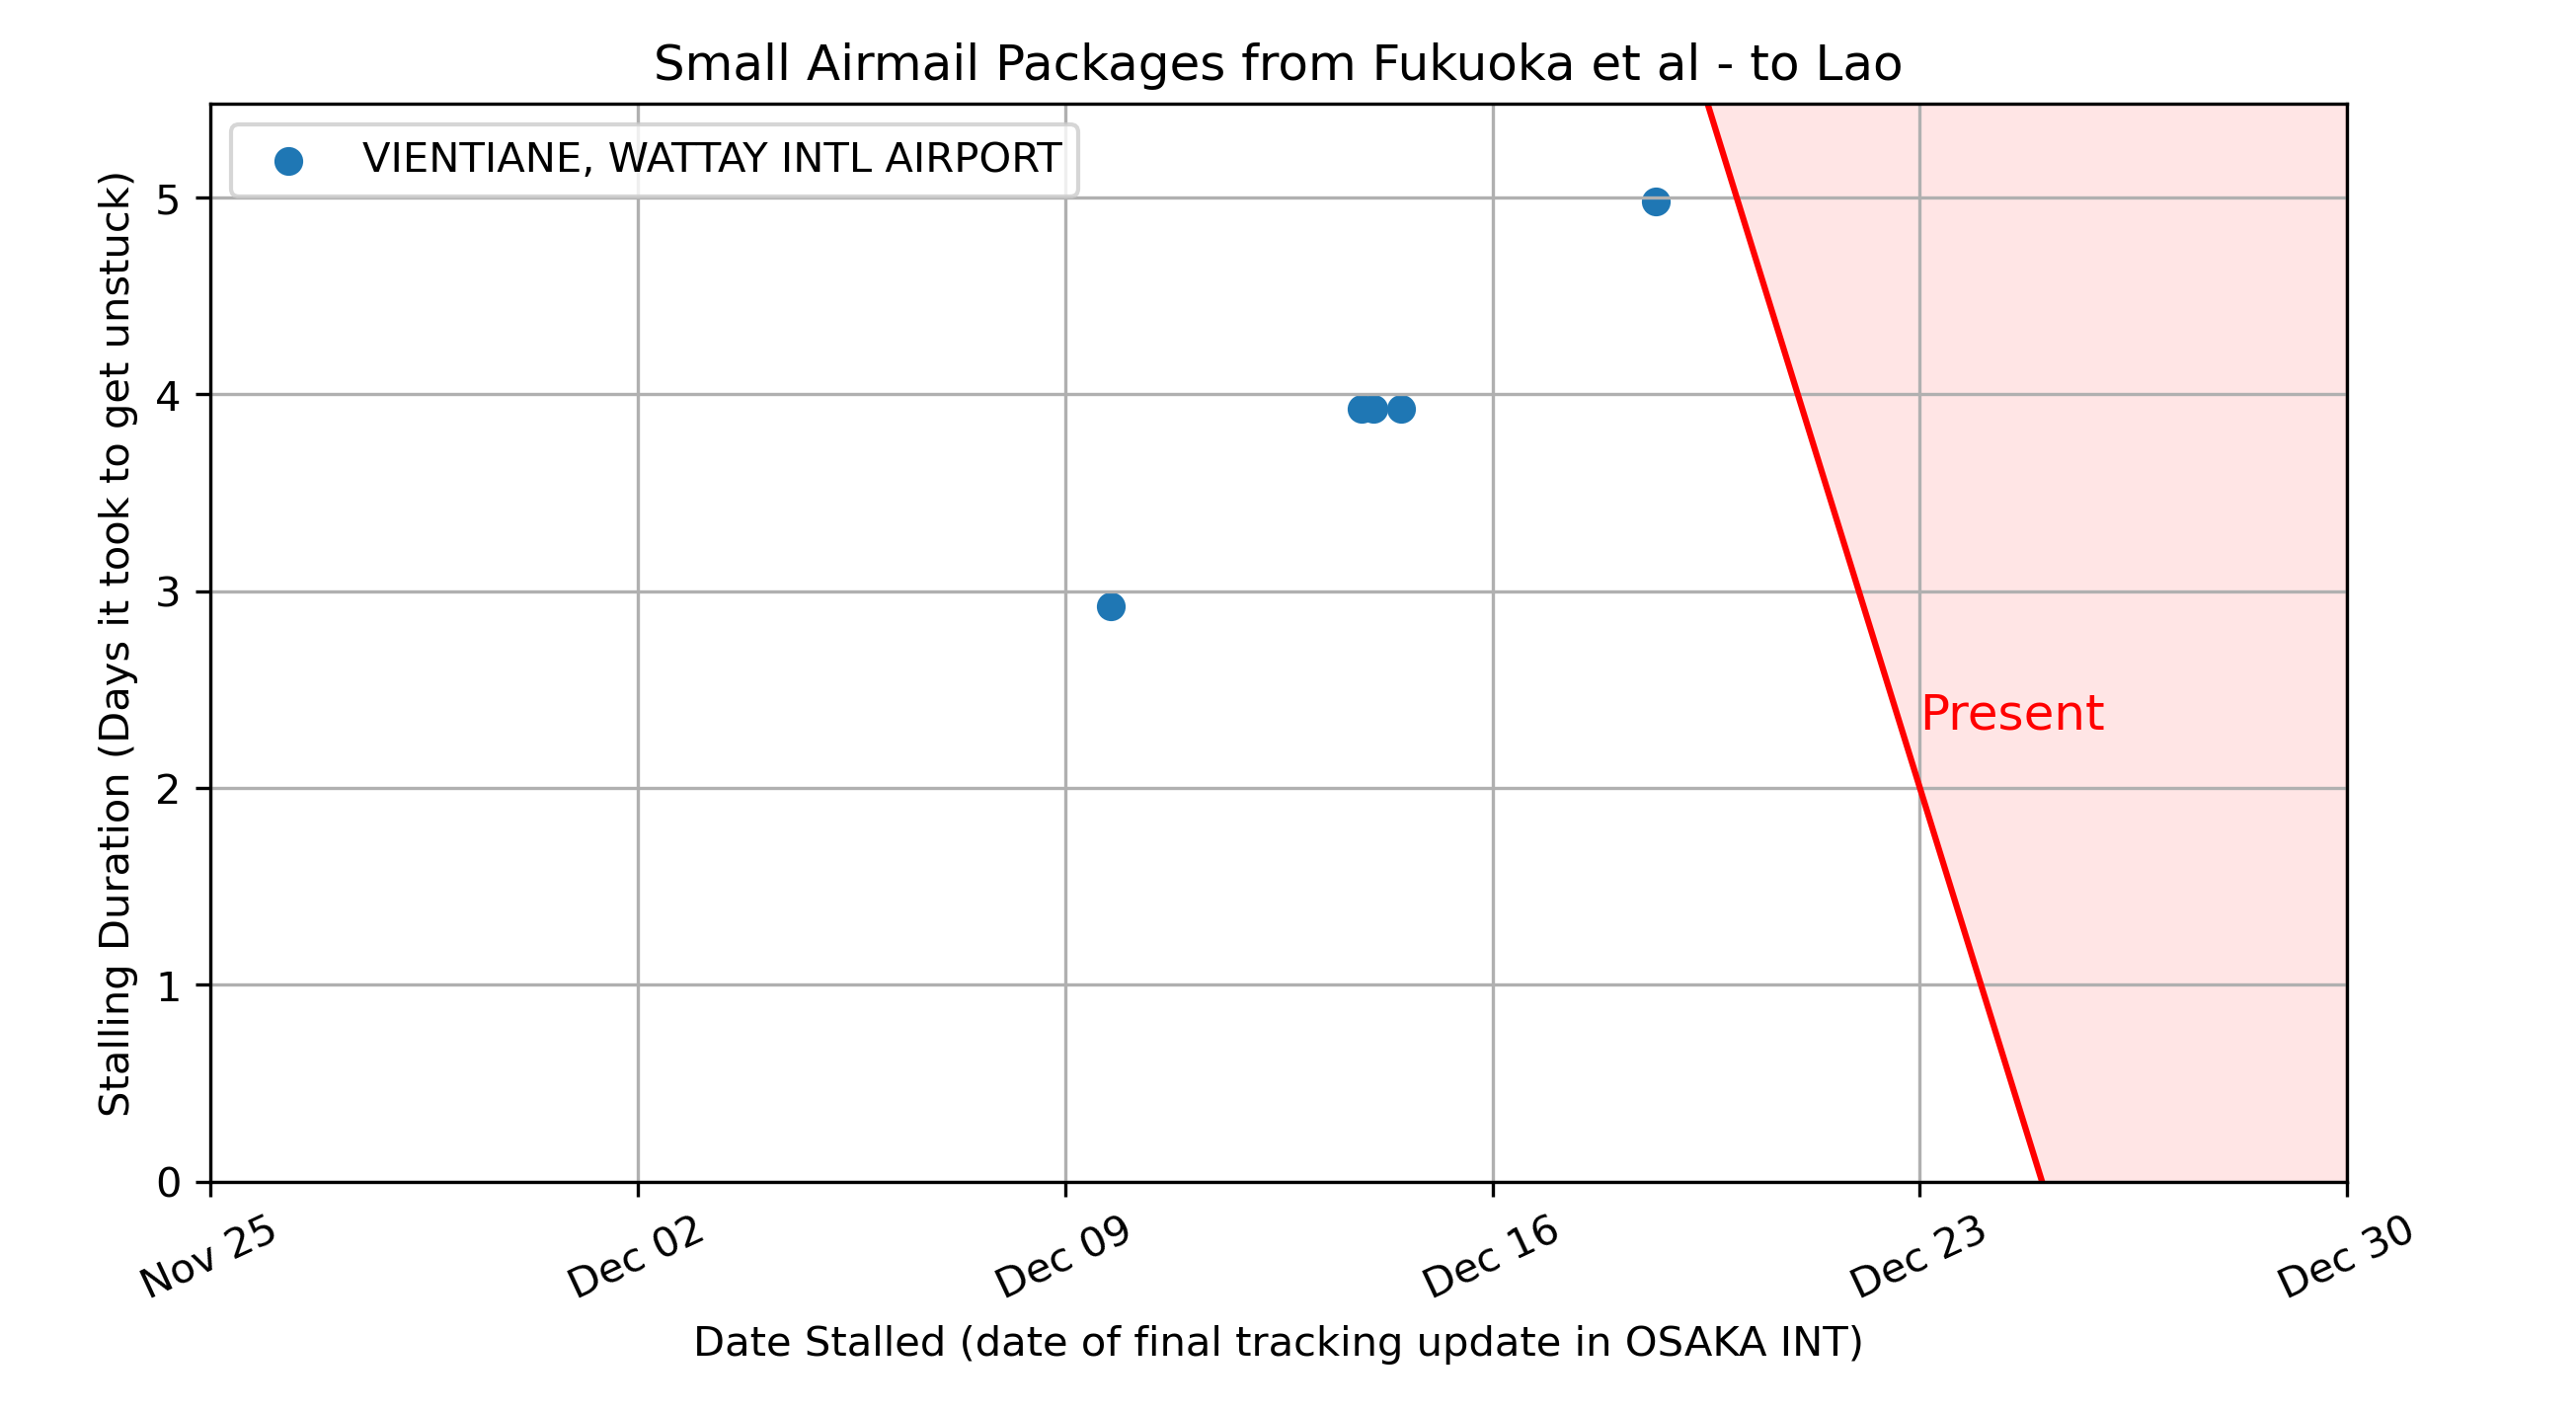 Small Airmail Packages from Fukuoka et al - to Lao
VIENTIANE, WATTAY INTL AIRPORT
Stalling Duration (Days it took to get unstuck)
5
4
3
2
1
0
Present
Nov 25
Dec 02
Dec 09
Dec 16
Dec 23
Dec 30
Date Stalled (date of final tracking update in OSAKA INT)